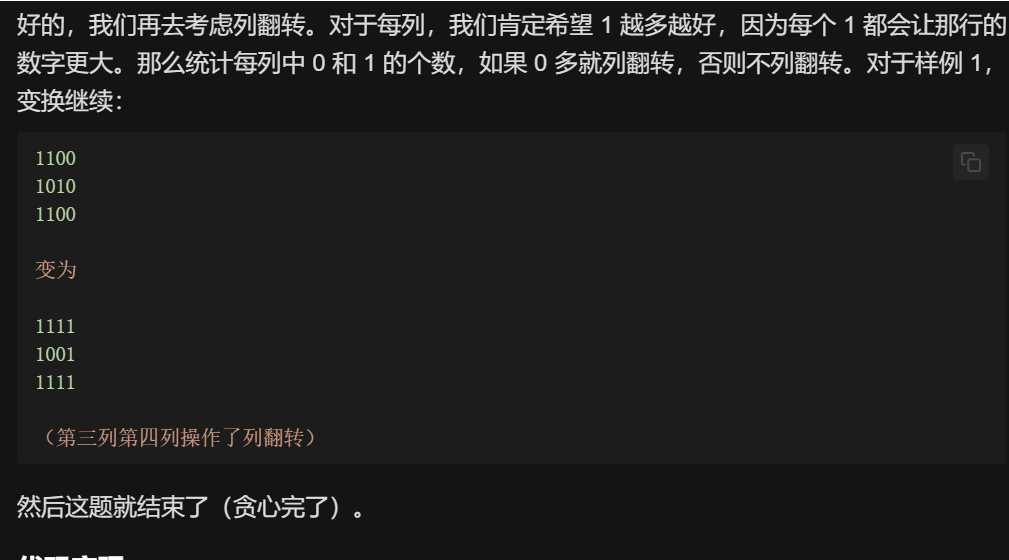 好的，我们再去考虑列翻转。对于每列，我们肯定希望 1 越多越好，因为每个 1 都会让那行的
数字更大。那么统计每列中 0 和 1 的个数，如果 0 多就列翻转，否则不列翻转。对于样例 1，
变换继续：
1100
1010
1100
变为
1111
1001
1111
（第三列第四列操作了列翻转）
然后这题就结束了（贪心完了）。